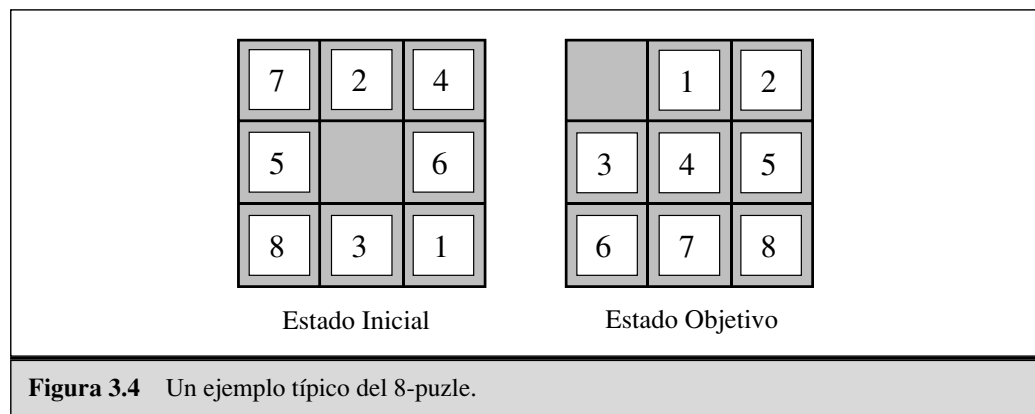 7 2 4 1 2
5 6 3 4 5
8 3 1 6 7 8
Estado Inicial Estado Objetivo
Figura 3.4 Un ejemplo típico del 8-puzle.